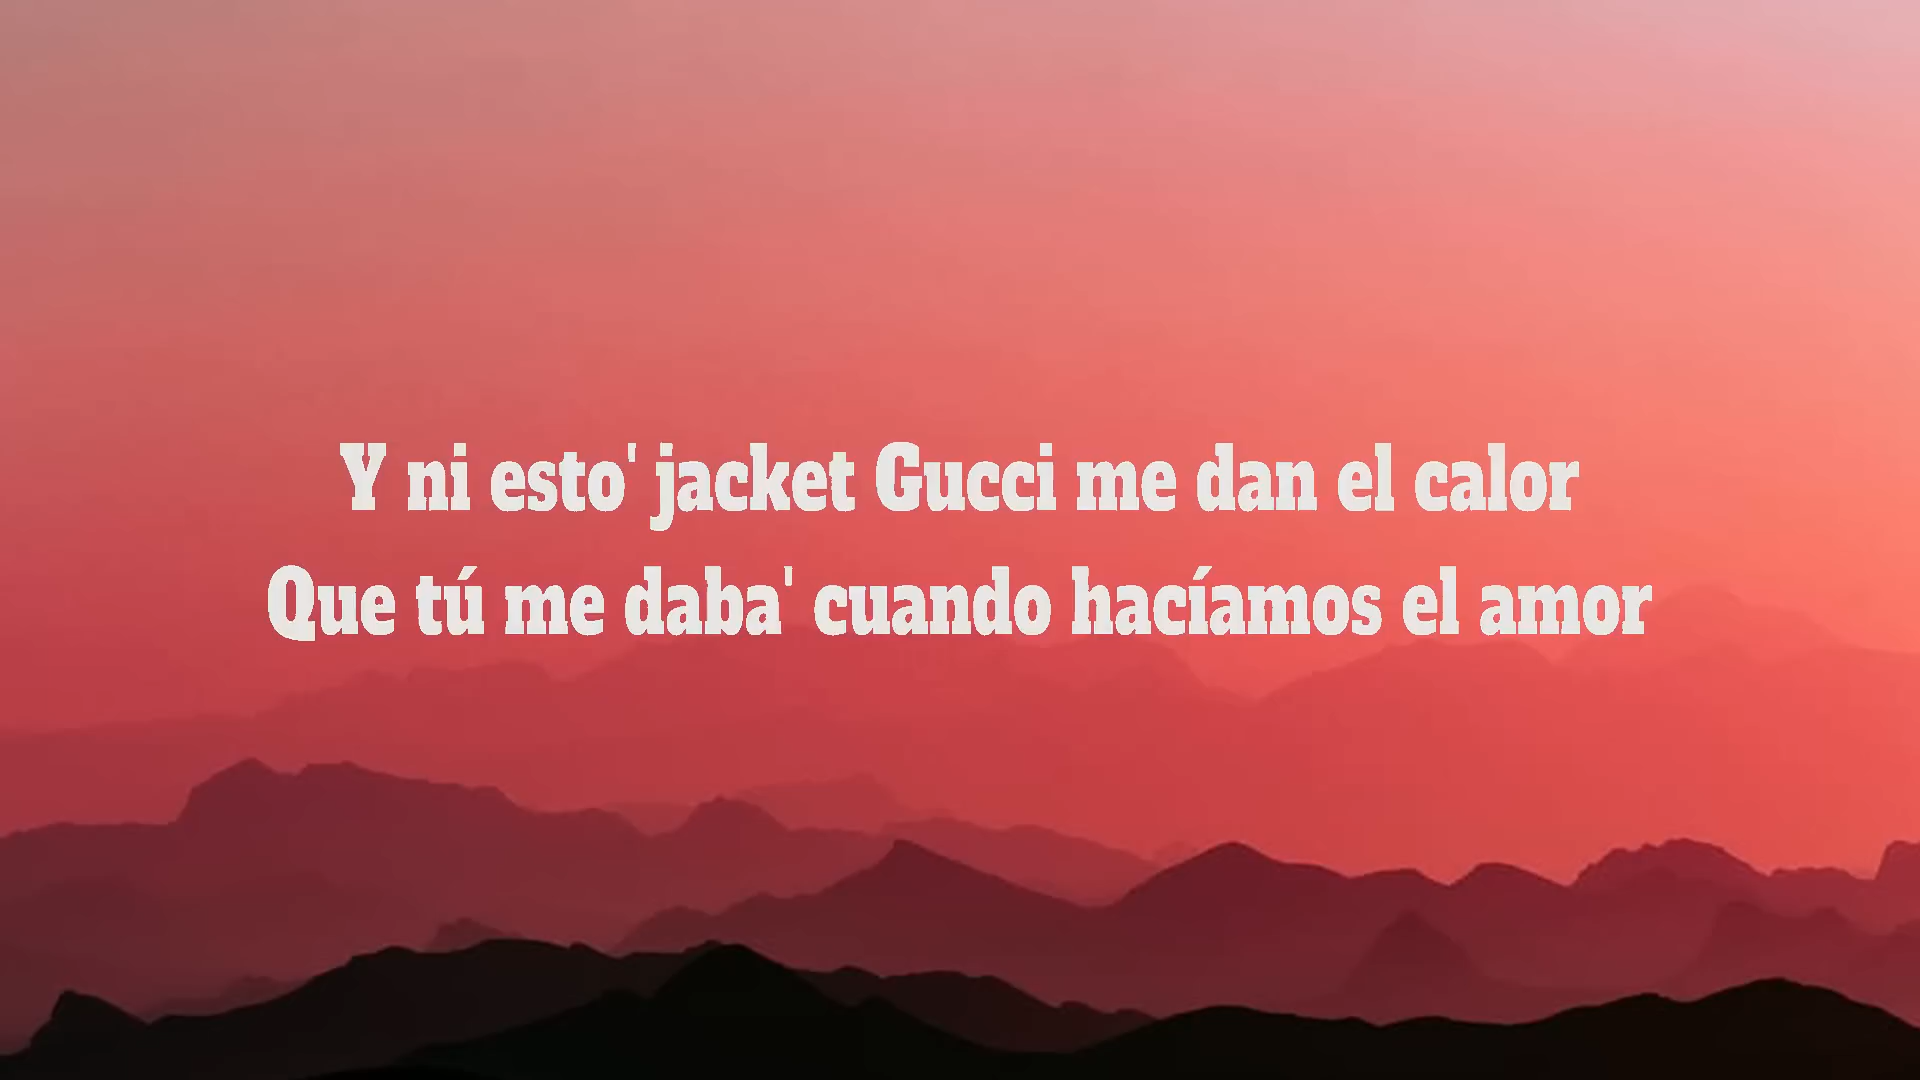 Y ni esto' jacket Gucci me dan el calor
Que tú me daba' cuando hacíamos el amor